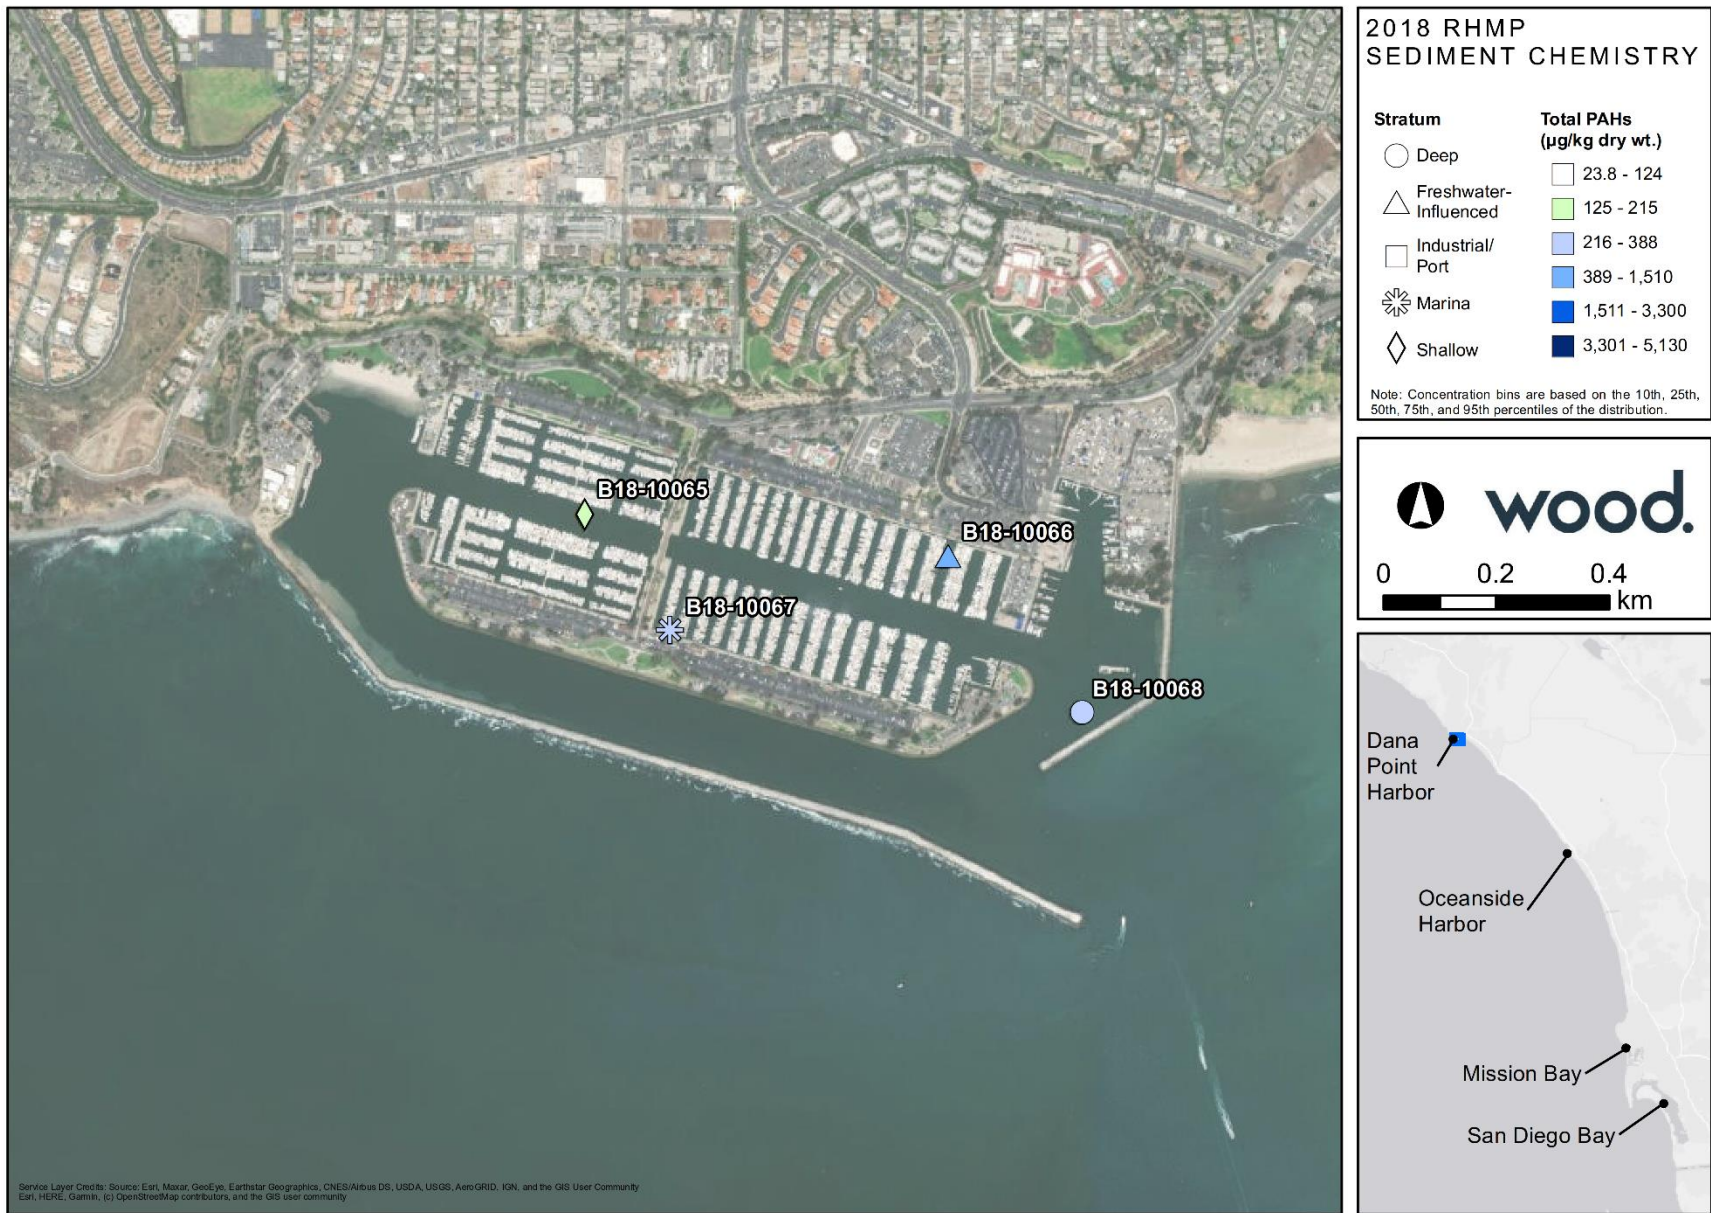 2018 RHMP
SEDIMENT CHEMISTRY
Stratum
Deep
Freshwater-
Influenced
Industrial/
Port
Marina
Shallow
Total PAHs
(µg/kg dry wt.)
23.8 - 124
125 - 215
216 - 388
389 - 1,510
1,511 - 3,300
3,301 - 5,130
Note: Concentration bins are based on the 10th, 25th,
50th, 75th, and 95th percentiles of the distribution.
B18-10065
B18-10066
B18-10067
B18-10068
wood.
0 0.2 0.4
km
Dana
Point
Harbor
Oceanside
Harbor
Mission Bay
San Diego Bay
Service Layer Credits: Source: Esri, Maxar, GeoEye, Earthstar Geographics, CNES/Airbus DS, USDA, USGS, AeroGRID, IGN, and the GIS User Community
Esri, HERE, Garmin, (c) OpenStreetMap contributors, and the GIS user community